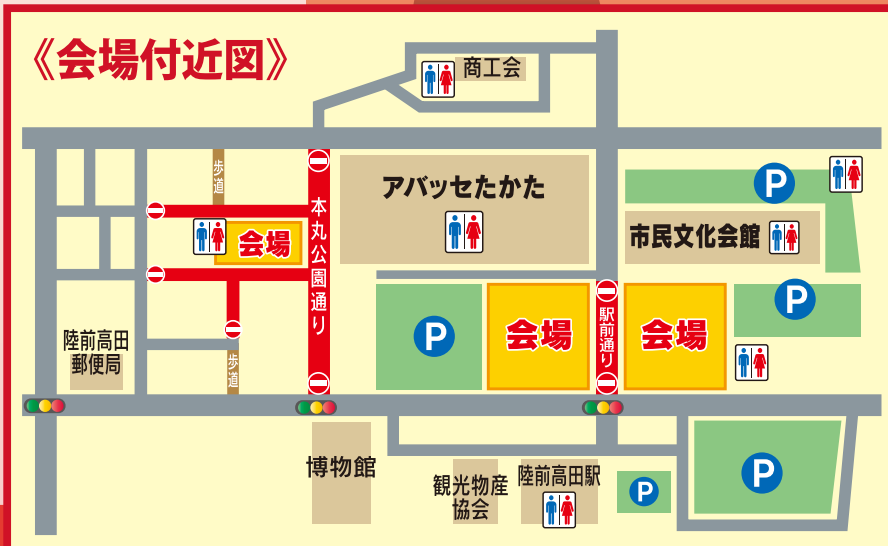 《会場付近図》
商工会
歩道
アバッセたかた
本丸公園通り
会場
市民文化会館
P
P
陸前高田
郵便局
歩道
P
会場
駅前通り
会場
博物館
観光物産
協会
陸前高田駅
P
P